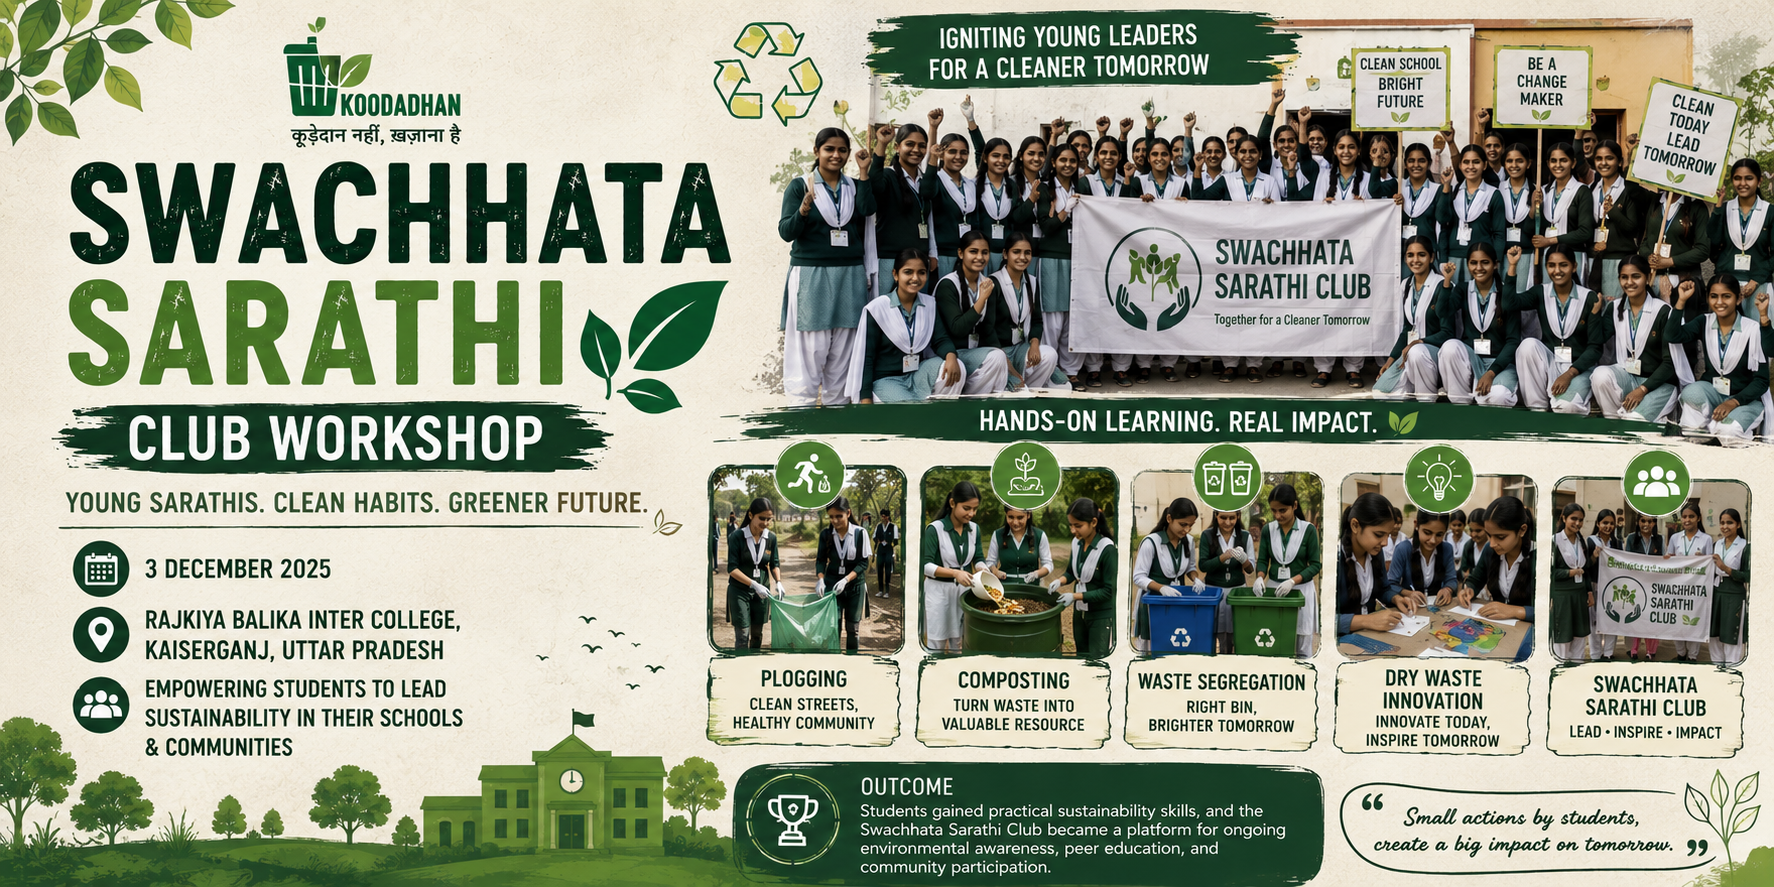 KOODADHAN
कूड़ेदान नहीं, ख़ज़ाना है
SWACHHATA
SARATHI
CLUB WORKSHOP
YOUNG SARATHIS. CLEAN HABITS. GREENER FUTURE.
3 DECEMBER 2025
RAJKIYA BALIKA INTER COLLEGE,
KAISERGANJ, UTTAR PRADESH
EMPOWERING STUDENTS TO LEAD
SUSTAINABILITY IN THEIR SCHOOLS
& COMMUNITIES
IGNITING YOUNG LEADERS
FOR A CLEANER TOMORROW
CLEAN SCHOOL
BRIGHT
FUTURE
BE A
CHANGE
MAKER
CLEAN
TODAY
LEAD
TOMORROW
SWACHHATA
SARATHI CLUB
Together for a Cleaner Tomorrow
HANDS-ON LEARNING. REAL IMPACT.
PLOGGING
CLEAN STREETS,
HEALTHY COMMUNITY
COMPOSTING
TURN WASTE INTO
VALUABLE RESOURCE
WASTE SEGREGATION
RIGHT BIN,
BRIGHTER TOMORROW
DRY WASTE
INNOVATION
INNOVATE TODAY,
INSPIRE TOMORROW
SWACHHATA
SARATHI
CLUB
SWACHHATA
SARATHI CLUB
LEAD • INSPIRE • IMPACT
OUTCOME
Students gained practical sustainability skills, and the
Swachhata Sarathi Club became a platform for ongoing
environmental awareness, peer education, and
community participation.
“ Small actions by students,
create a big impact on tomorrow. ”